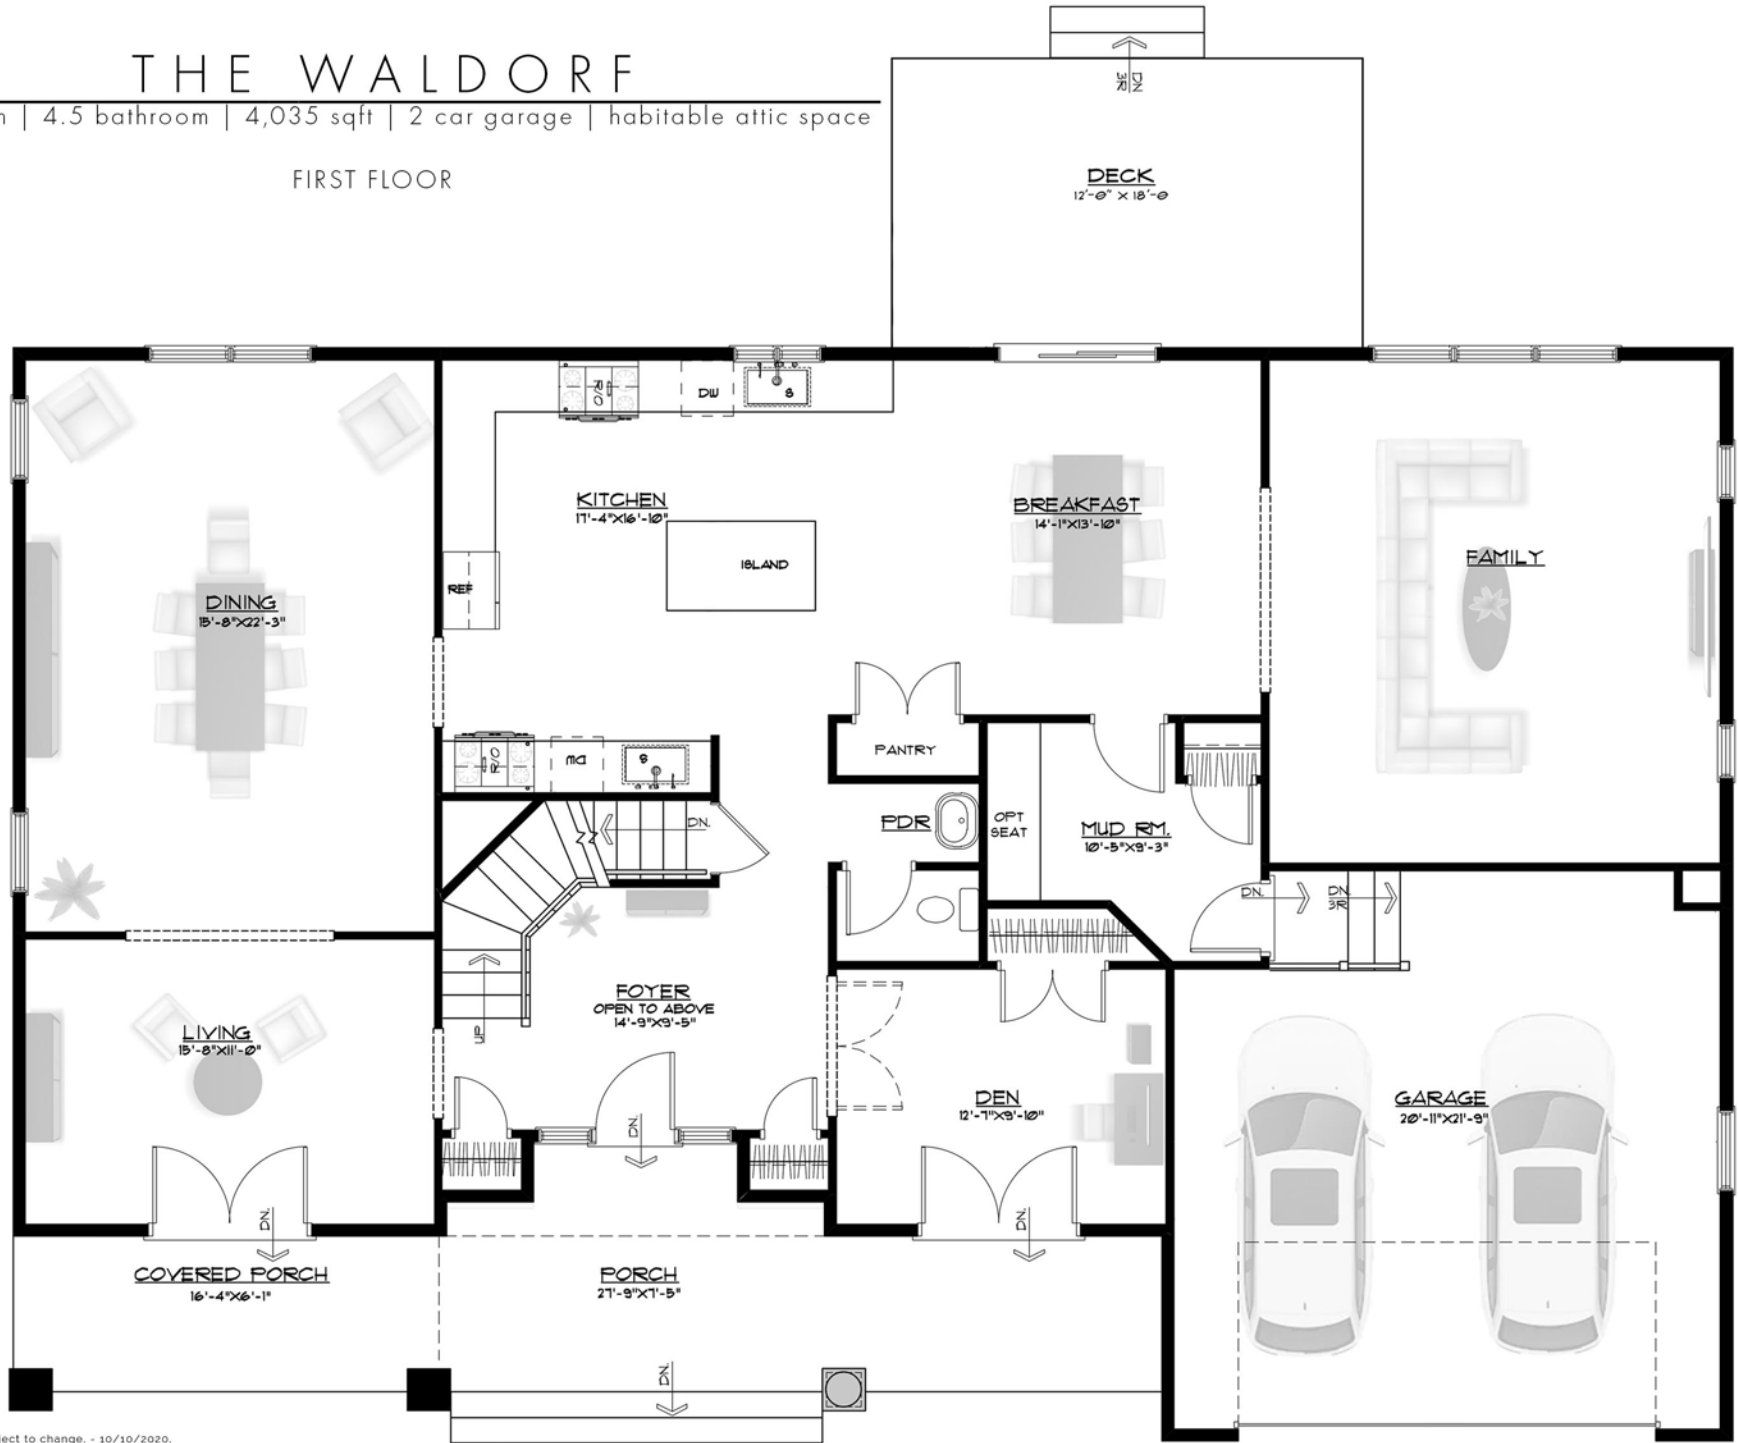 THE WALDORF
| 4.5 bathroom | 4,035 sqft | 2 car garage | habitable attic space
FIRST FLOOR
DN
3R
DECK
12'-0" X 18'-0
R/O
DW
S
KITCHEN
17'-4"X16'-10"
BREAKFAST
14'-1"X13'-10"
ISLAND
REF
FAMILY
DINING
15'-8"X22'-3"
R/O
DW
S
PANTRY
DN.
PDR
OPT
SEAT
MUD RM.
10'-5"X9'-3"
DN.
DN.
3R
FOYER
OPEN TO ABOVE
14'-9"X9'-5"
UP
LIVING
15'-8"X11'-0"
DEN
12'-7"X9'-10"
GARAGE
20'-11"X21'-9"
DN.
DN.
DN.
COVERED PORCH
16'-4"X6'-1"
PORCH
27'-9"X7'-5"
DN.
ject to change. - 10/10/2020.